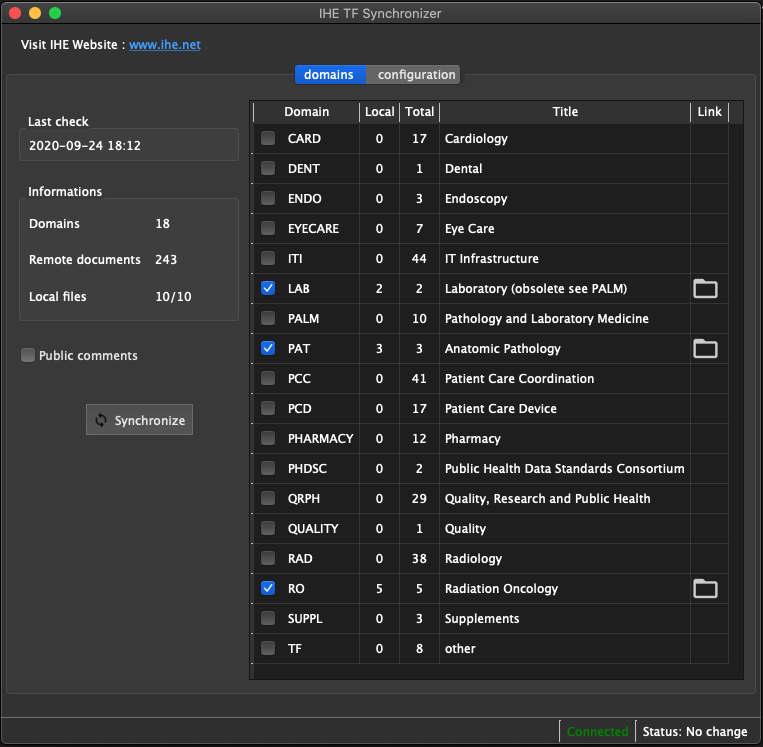 IHE TF Synchronizer
Visit IHE Website : www.ihe.net
domains configuration
Last check
2020-09-24 18:12
Informations
Domains 18
Remote documents 243
Local files 10/10
Public comments
Synchronize
Domain Local Total Title Link
CARD 0 17 Cardiology
DENT 0 1 Dental
ENDO 0 3 Endoscopy
EYECARE 0 7 Eye Care
ITI 0 44 IT Infrastructure
LAB 2 2 Laboratory (obsolete see PALM)
PALM 0 10 Pathology and Laboratory Medicine
PAT 3 3 Anatomic Pathology
PCC 0 41 Patient Care Coordination
PCD 0 17 Patient Care Device
PHARMACY 0 12 Pharmacy
PHDSC 0 2 Public Health Data Standards Consortium
QRPH 0 29 Quality, Research and Public Health
QUALITY 0 1 Quality
RAD 0 38 Radiology
RO 5 5 Radiation Oncology
SUPPL 0 3 Supplements
TF 0 8 other
Connected Status: No change